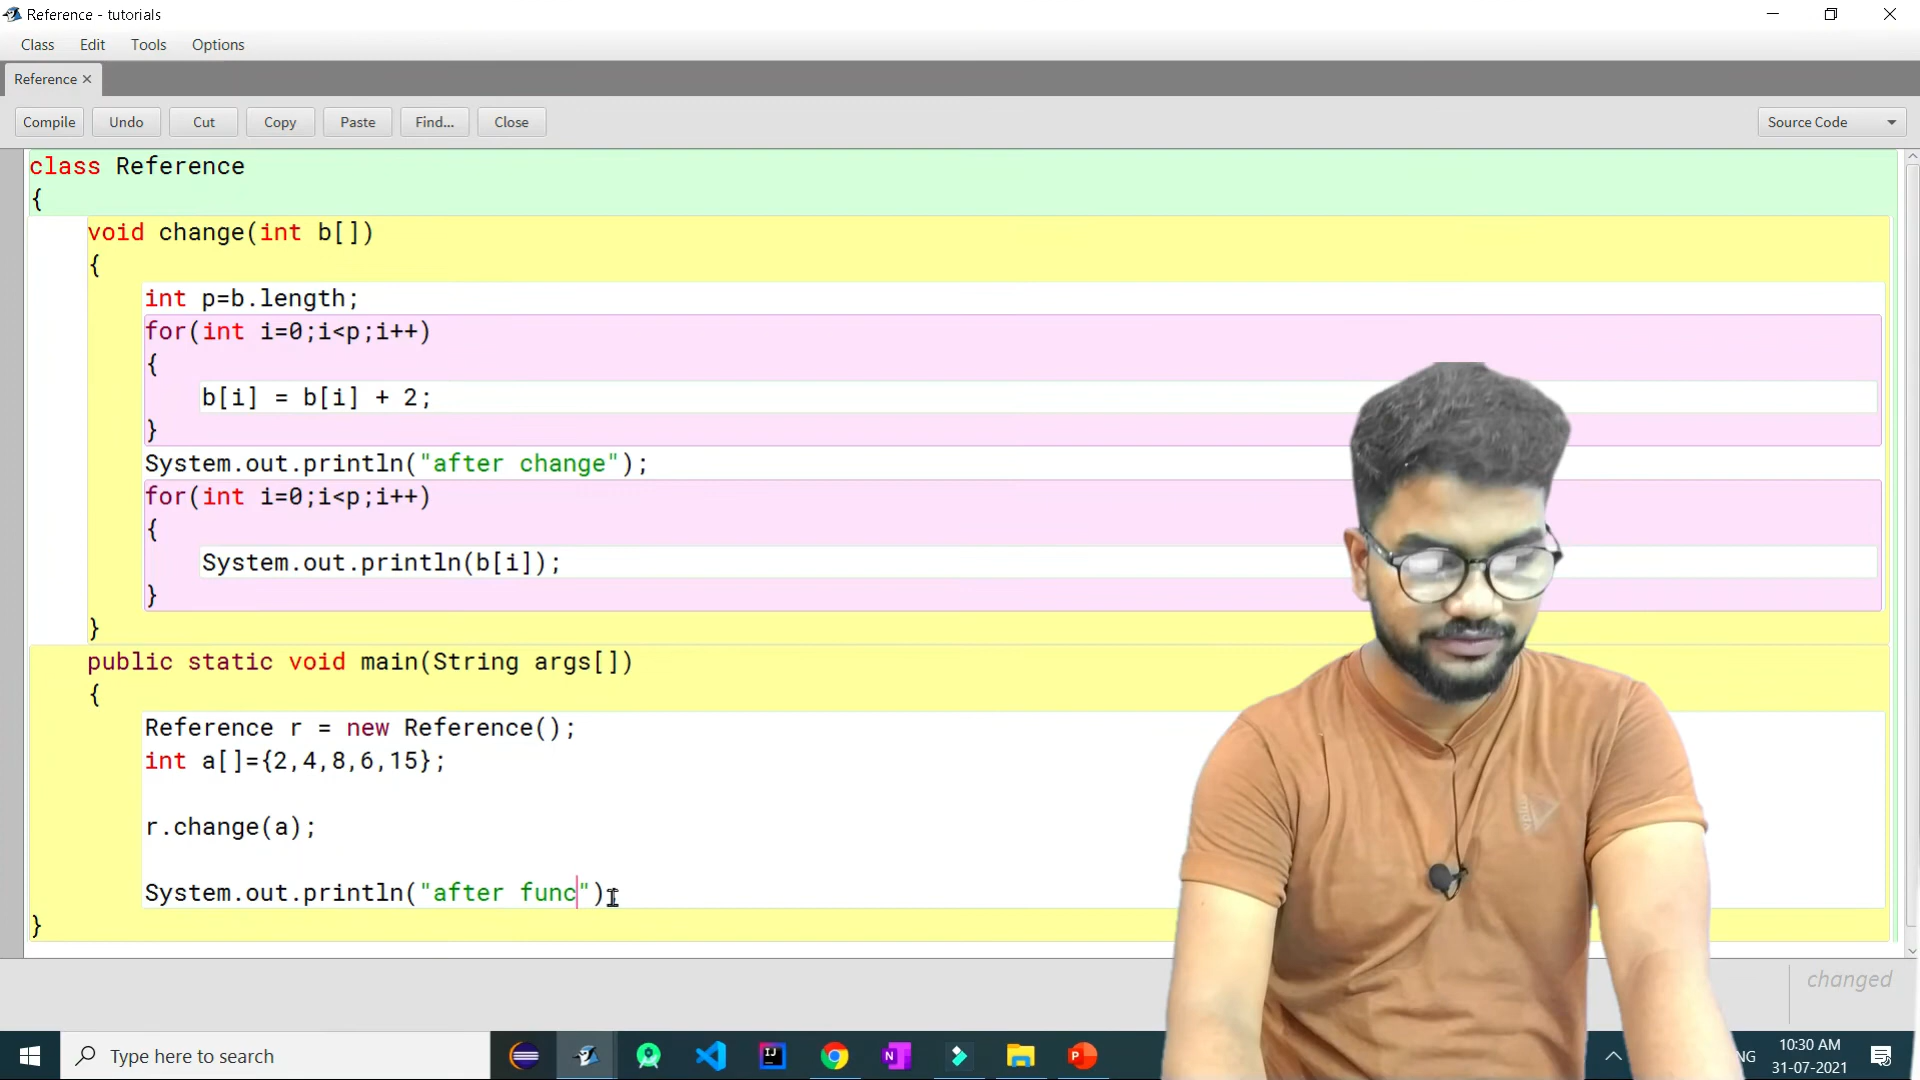 Reference - tutorials
Class Edit Tools Options
Reference ×
Compile Undo Cut Copy Paste Find... Close Source Code
class Reference
{
void change(int b[])
{
int p=b.length;
for(int i=0;i<p;i++)
{
b[i] = b[i] + 2;
}
System.out.println("after change");
for(int i=0;i<p;i++)
{
System.out.println(b[i]);
}
}
public static void main(String args[])
{
Reference r = new Reference();
int a[]={2,4,8,6,15};
r.change(a);
System.out.println("after func")
}
changed
Type here to search
10:30 AM
31-07-2021